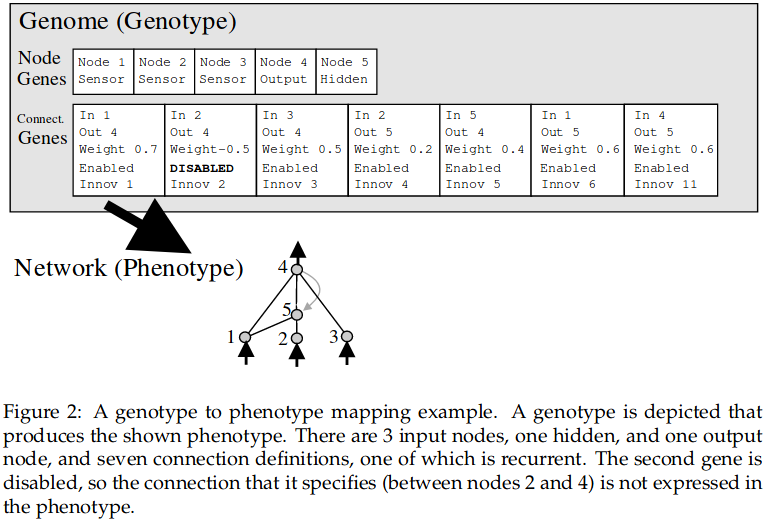 Genome (Genotype)
Node Genes
Node 1 Sensor
Node 2 Sensor
Node 3 Sensor
Node 4 Output
Node 5 Hidden
Connect. Genes
In 1
Out 4
Weight 0.7
Enabled
Innov 1
In 2
Out 4
Weight-0.5
DISABLED
Innov 2
In 3
Out 4
Weight 0.5
Enabled
Innov 3
In 2
Out 5
Weight 0.2
Enabled
Innov 4
In 5
Out 4
Weight 0.4
Enabled
Innov 5
In 1
Out 5
Weight 0.6
Enabled
Innov 6
In 4
Out 5
Weight 0.6
Enabled
Innov 11
Network (Phenotype)
4
5
1
2
3
Figure 2: A genotype to phenotype mapping example. A genotype is depicted that
produces the shown phenotype. There are 3 input nodes, one hidden, and one output
node, and seven connection definitions, one of which is recurrent. The second gene is
disabled, so the connection that it specifies (between nodes 2 and 4) is not expressed in
the phenotype.